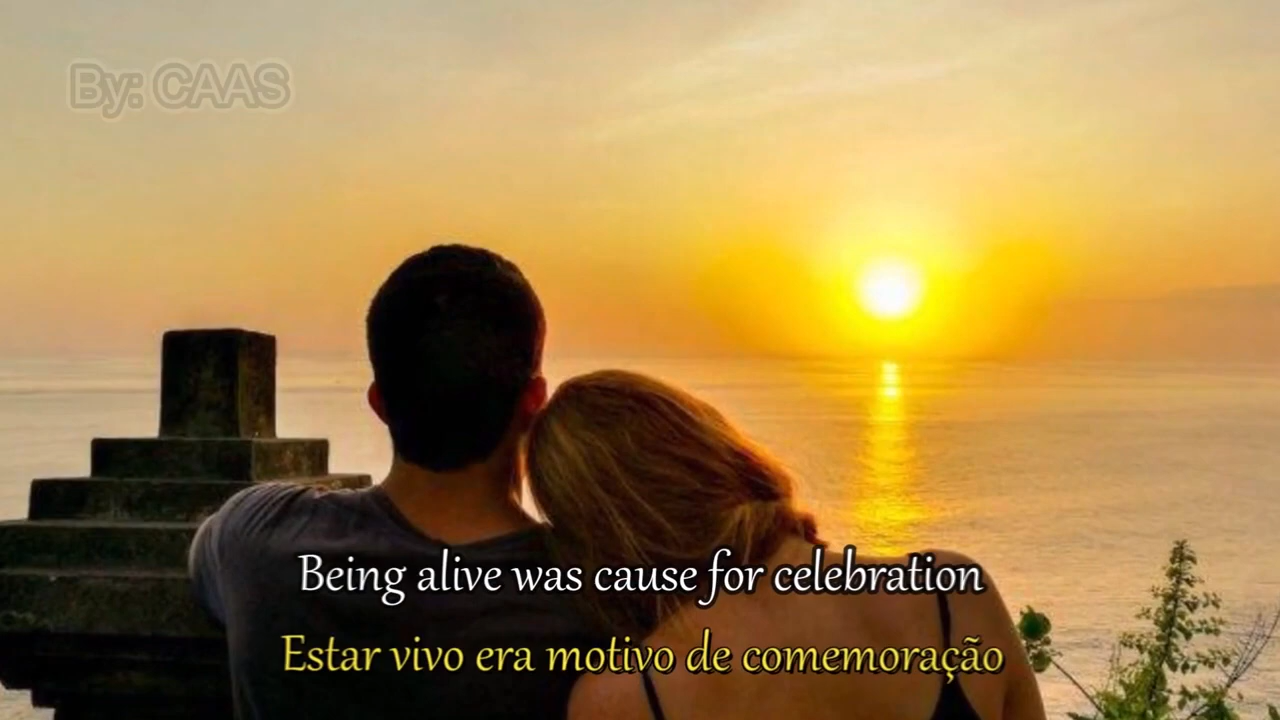 By: CAAS
Being alive was cause for celebration
Estar vivo era motivo de comemoração